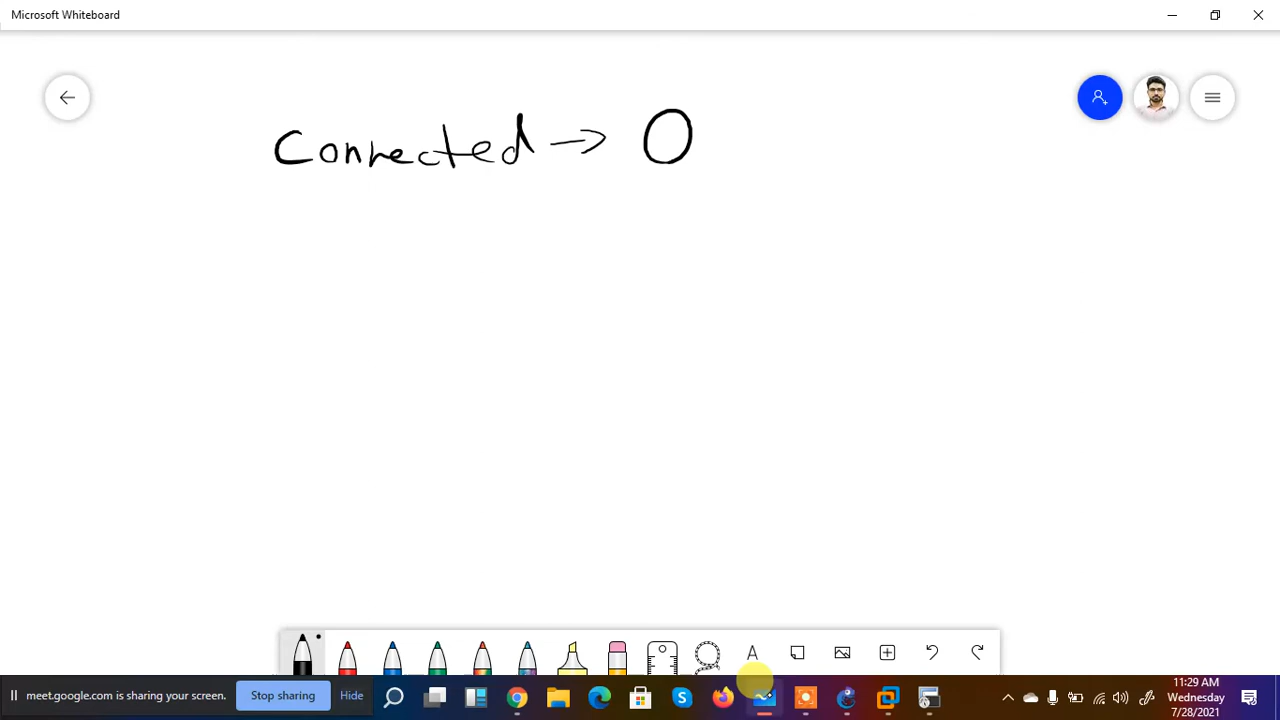 Microsoft Whiteboard
Connected → O
A
meet.google.com is sharing your screen.
Stop sharing
Hide
11:29 AM
Wednesday
7/28/2021